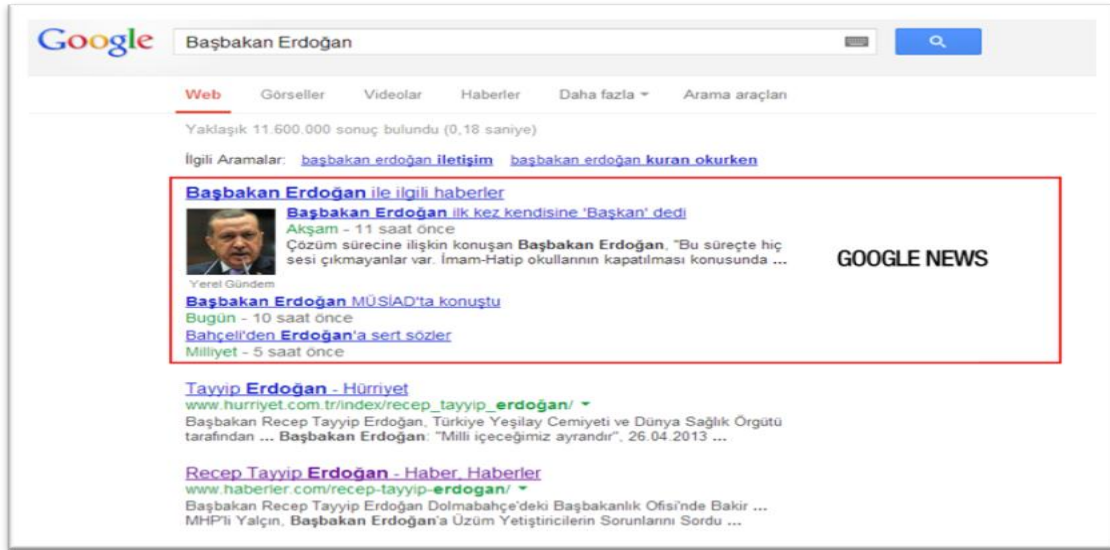 Google Başbakan Erdoğan
Web Görseller Videolar Haberler Daha fazla Arama araçları
Yaklaşık 11.600.000 sonuç bulundu (0,18 saniye)
İlgili Aramalar: başbakan erdoğan iletişim başbakan erdoğan kuran okurken
Başbakan Erdoğan ile ilgili haberler
Başbakan Erdoğan ilk kez kendisine 'Başkan' dedi
Akşam - 11 saat önce
Çözüm sürecine ilişkin konuşan Başbakan Erdoğan, "Bu süreçte hiç
sesi çıkmayanlar var. İmam-Hatip okullarının kapatılması konusunda ...
GOOGLE NEWS
Yerel Gündem
Başbakan Erdoğan MÜSİAD'ta konuştu
Bugün - 10 saat önce
Bahçeli'den Erdoğan'a sert sözler
Milliyet - 5 saat önce
Tayyip Erdoğan - Hürriyet
www.hurriyet.com.tr/index/recep_tayyip_erdoğan/
Başbakan Recep Tayyip Erdoğan, Türkiye Yeşilay Cemiyeti ve Dünya Sağlık Örgütü
tarafından ... Başbakan Erdoğan: "Milli içeceğimiz ayrandır", 26.04.2013 ...
Recep Tayyip Erdoğan - Haber, Haberler
www.haberler.com/recep-tayyip-erdogan/
Başbakan Recep Tayyip Erdoğan Dolmabahçe'deki Başbakanlık Ofisi'nde Bakir ...
MHP'li Yalçın, Başbakan Erdoğan'a Üzüm Yetiştiricilerin Sorunlarını Sordu ...